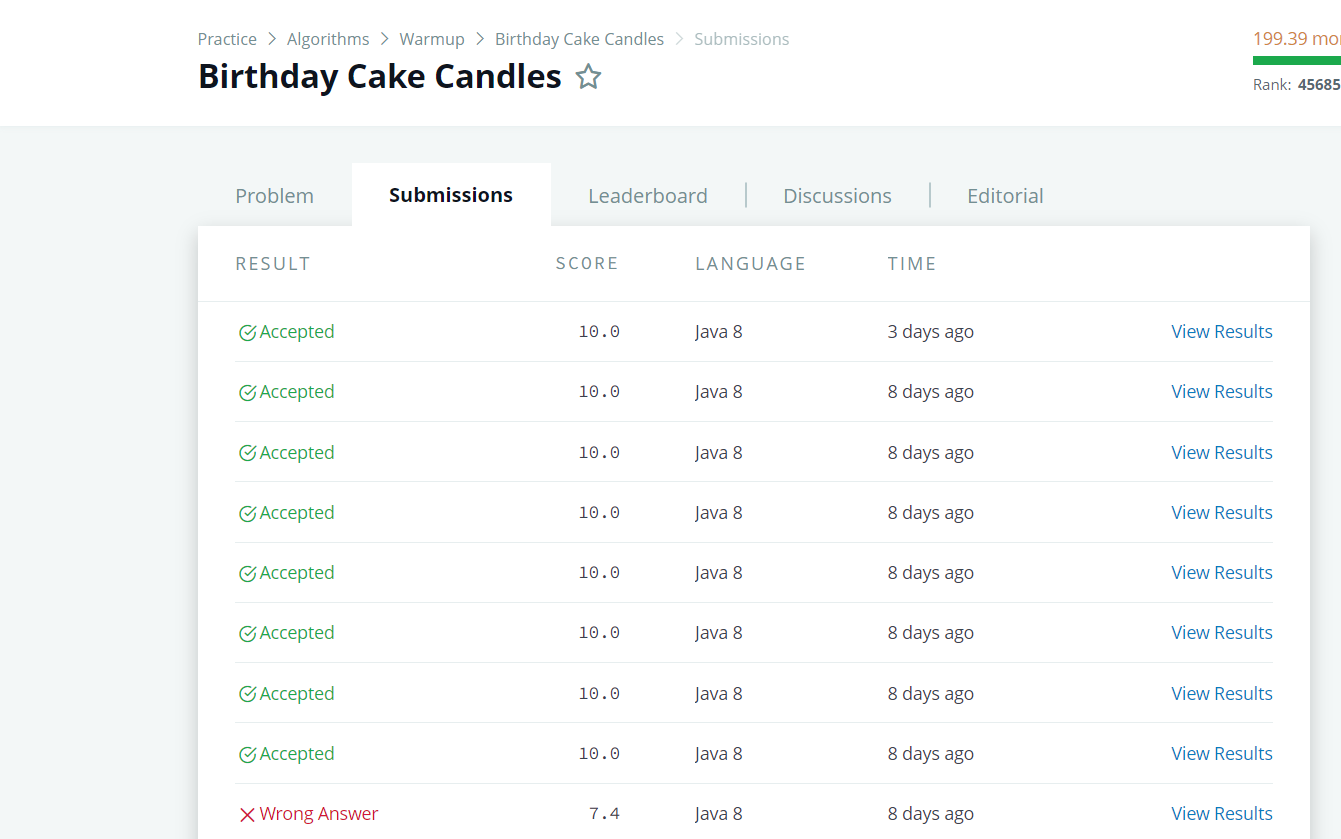 Practice > Algorithms > Warmup > Birthday Cake Candles > Submissions
Birthday Cake Candles
199.39
Rank: 45685
Problem Submissions Leaderboard Discussions Editorial
RESULT SCORE LANGUAGE TIME
Accepted 10.0 Java 8 3 days ago View Results
Accepted 10.0 Java 8 8 days ago View Results
Accepted 10.0 Java 8 8 days ago View Results
Accepted 10.0 Java 8 8 days ago View Results
Accepted 10.0 Java 8 8 days ago View Results
Accepted 10.0 Java 8 8 days ago View Results
Accepted 10.0 Java 8 8 days ago View Results
Accepted 10.0 Java 8 8 days ago View Results
Wrong Answer 7.4 Java 8 8 days ago View Results